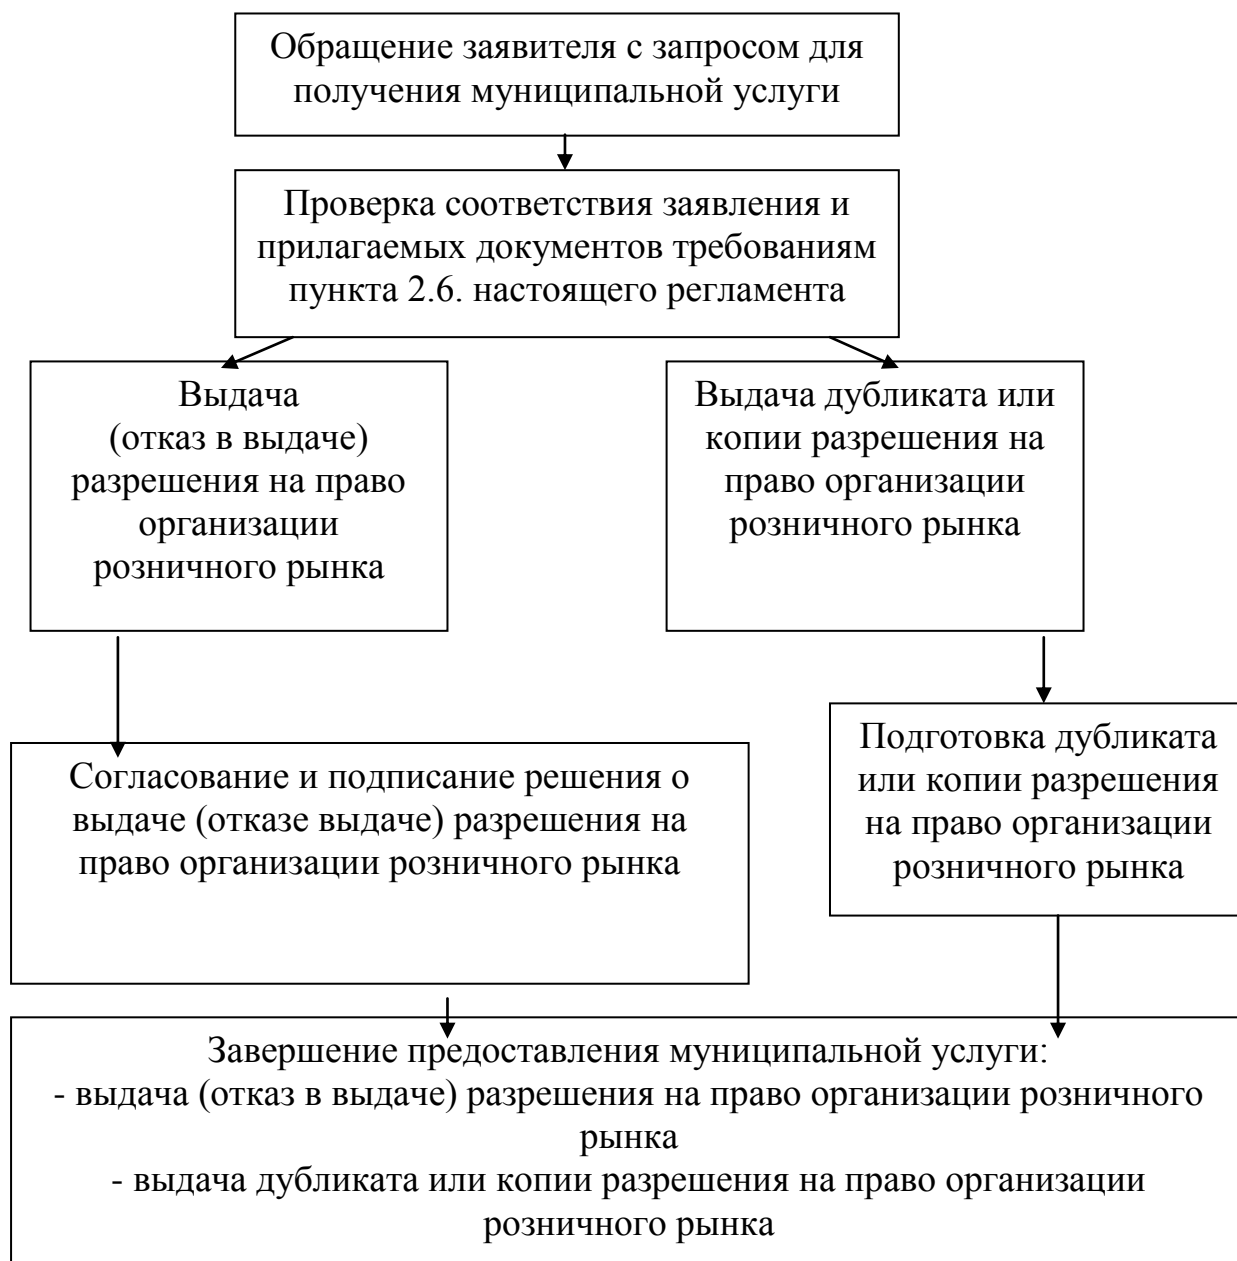 Обращение заявителя с запросом для
получения муниципальной услуги
Проверка соответствия заявления и
прилагаемых документов требованиям
пункта 2.6. настоящего регламента
Выдача
(отказ в выдаче)
разрешения на право
организации
розничного рынка
Выдача дубликата или
копии разрешения на
право организации
розничного рынка
Согласование и подписание решения о
выдаче (отказе выдаче) разрешения на
право организации розничного рынка
Подготовка дубликата
или копии разрешения
на право организации
розничного рынка
Завершение предоставления муниципальной услуги:
- выдача (отказ в выдаче) разрешения на право организации розничного
рынка
- выдача дубликата или копии разрешения на право организации
розничного рынка